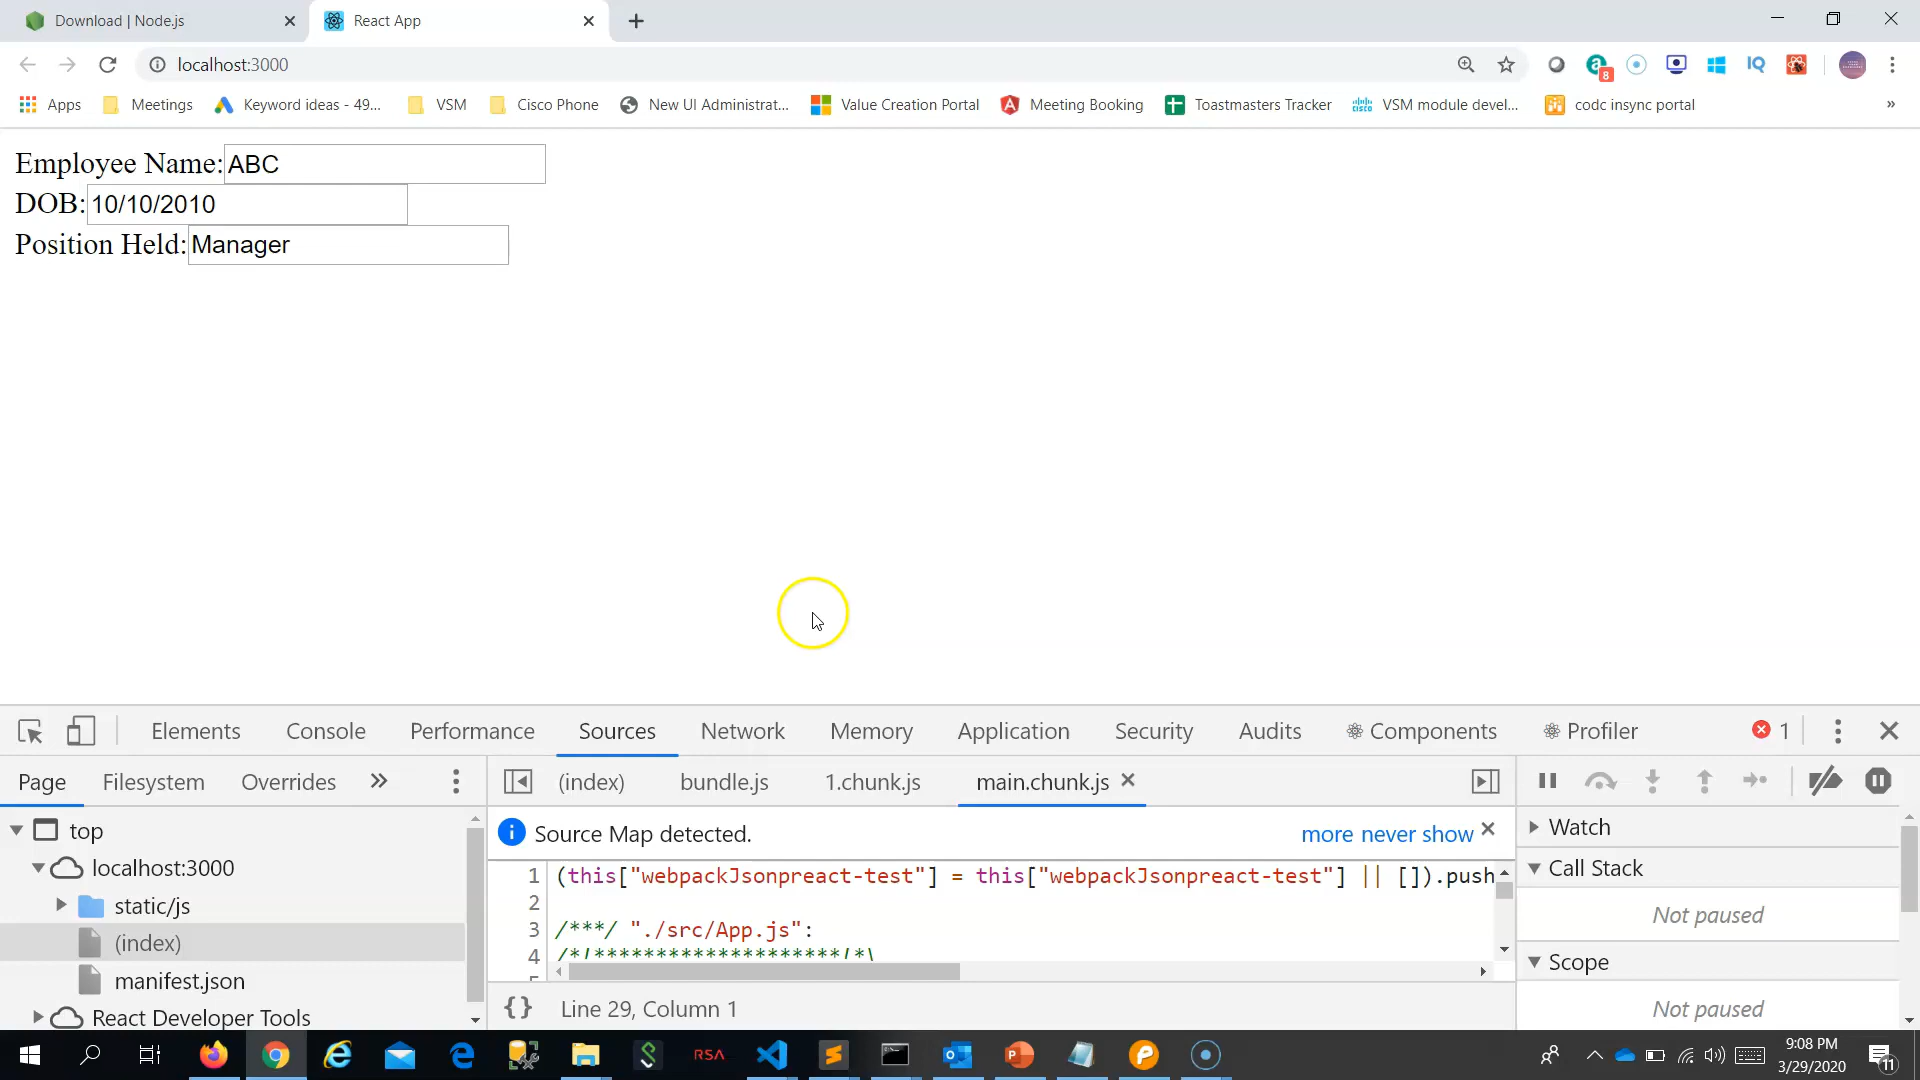 Download | Node.js
React App
localhost:3000
8
IQ
Apps
Meetings
Keyword ideas - 49...
VSM
Cisco Phone
New UI Administrat...
Value Creation Portal
Meeting Booking
Toastmasters Tracker
VSM module devel...
codc insync portal
»
Employee Name:ABC
DOB:10/10/2010
Position Held:Manager
Elements
Console
Performance
Sources
Network
Memory
Application
Security
Audits
Components
Profiler
1
Page
Filesystem
Overrides
»
(index)
bundle.js
1.chunk.js
main.chunk.js
top
localhost:3000
static/js
(index)
manifest.json
React Developer Tools
Source Map detected.
more never show
1 (this["webpackJsonpreact-test"] = this["webpackJsonpreact-test"] || []).push
2
3 /***/ "./src/App.js":
4 /*!********************!*\
{} Line 29, Column 1
Watch
Call Stack
Not paused
Scope
Not paused
RSA
9:08 PM
3/29/2020
11